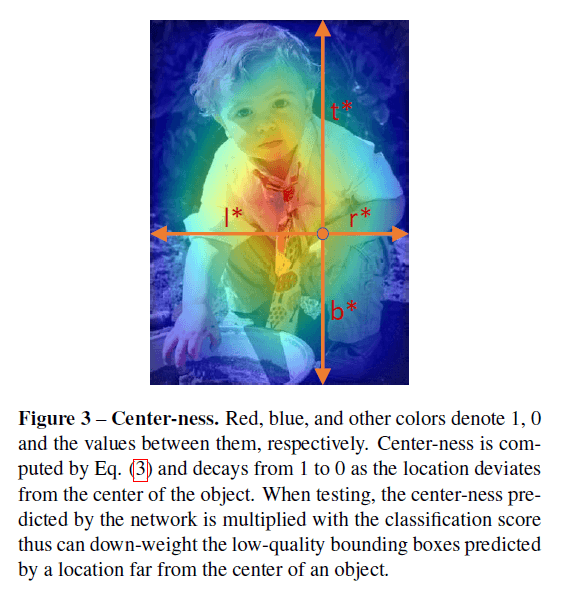 t*
l*
r*
b*
Figure 3 – Center-ness. Red, blue, and other colors denote 1, 0
and the values between them, respectively. Center-ness is com-
puted by Eq. (3) and decays from 1 to 0 as the location deviates
from the center of the object. When testing, the center-ness pre-
dicted by the network is multiplied with the classification score
thus can down-weight the low-quality bounding boxes predicted
by a location far from the center of an object.